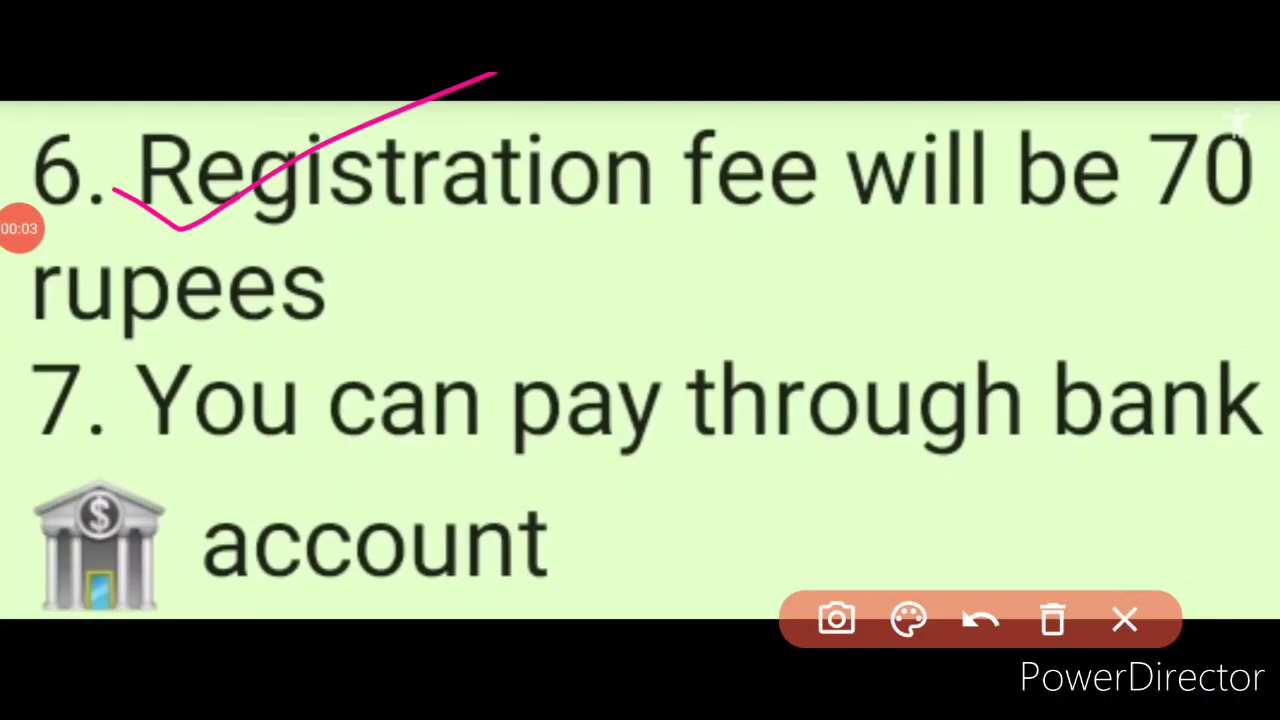 6. Registration fee will be 70
00:03
rupees
7. You can pay through bank
account
PowerDirector